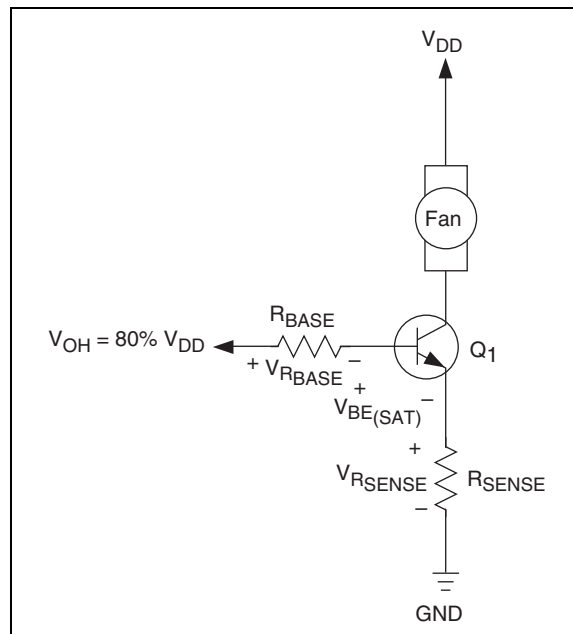 VDD
Fan
RBASE
VOH = 80% VDD
Q1
+ VRBASE −
+
VBE(SAT) −
+
VRSENSE RSENSE
−
GND